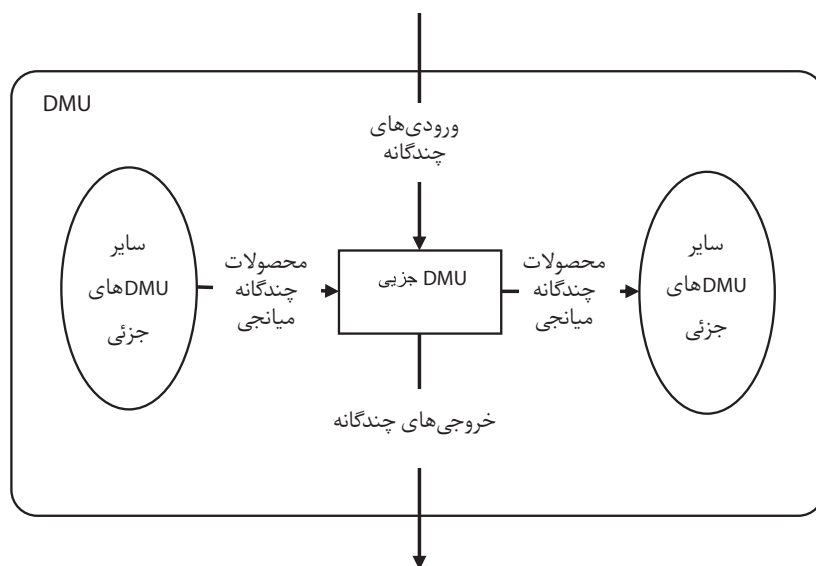 DMU
ورودی‌های
چندگانه
سایر
DMUهای
جزئی
محصولات
چندگانه
میانجی
DMU جزیی
محصولات
چندگانه
میانجی
سایر
DMUهای
جزئی
خروجی‌های چندگانه